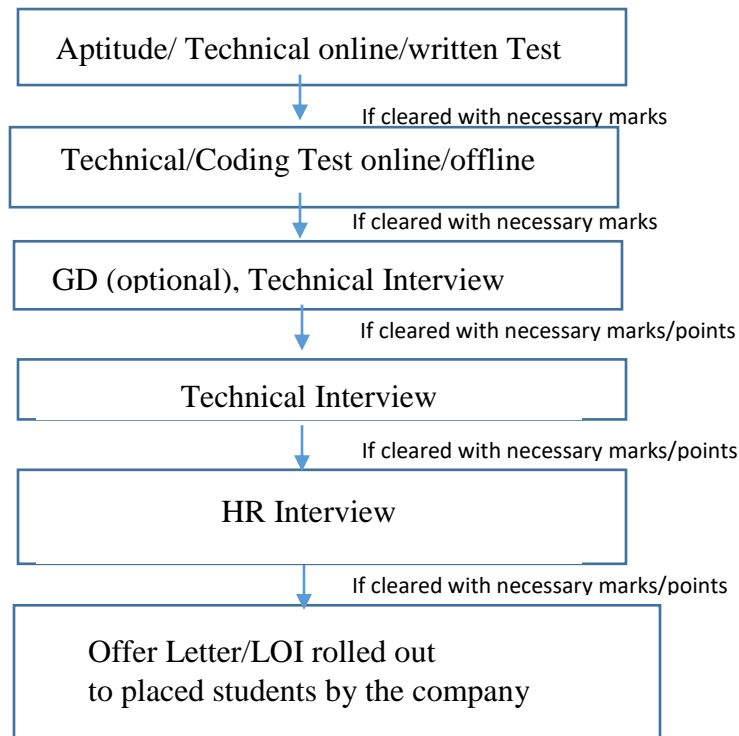 Aptitude/ Technical online/written Test
If cleared with necessary marks
Technical/Coding Test online/offline
If cleared with necessary marks
GD (optional), Technical Interview
If cleared with necessary marks/points
Technical Interview
If cleared with necessary marks/points
HR Interview
If cleared with necessary marks/points
Offer Letter/LOI rolled out
to placed students by the company